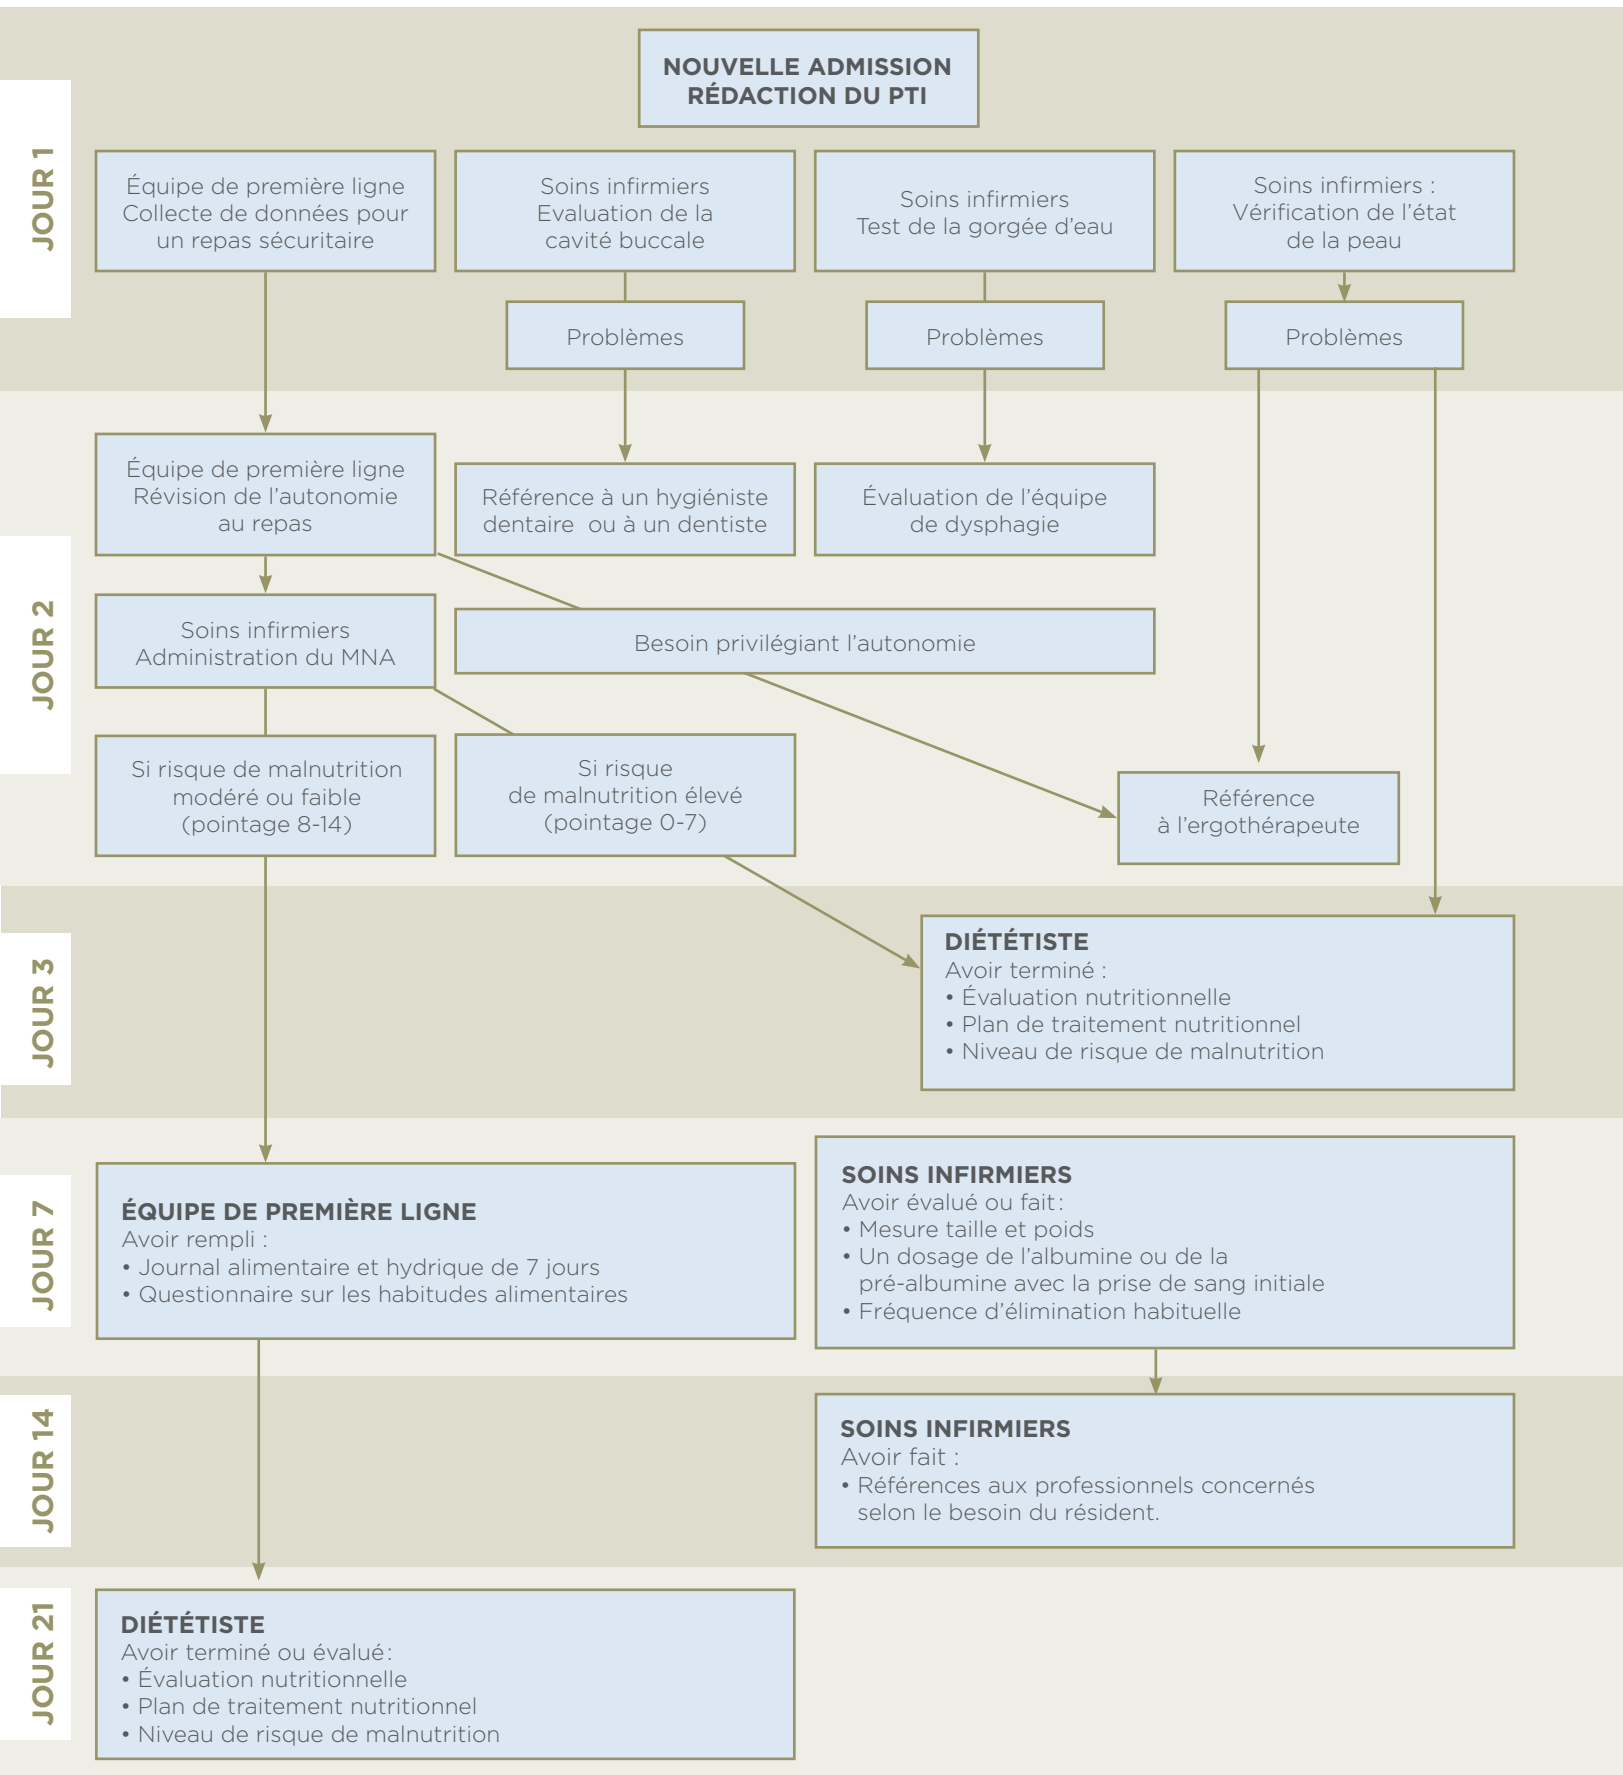 NOUVELLE ADMISSION
RÉDACTION DU PTI
JOUR 1
Équipe de première ligne
Collecte de données pour
un repas sécuritaire
Soins infirmiers
Evaluation de la
cavité buccale
Soins infirmiers
Test de la gorgée d'eau
Soins infirmiers :
Vérification de l'état
de la peau
Problèmes
Problèmes
Problèmes
JOUR 2
Équipe de première ligne
Révision de l'autonomie
au repas
Référence à un hygiéniste
dentaire ou à un dentiste
Évaluation de l'équipe
de dysphagie
Soins infirmiers
Administration du MNA
Besoin privilégiant l'autonomie
Si risque de malnutrition
modéré ou faible
(pointage 8-14)
Si risque
de malnutrition élevé
(pointage 0-7)
Référence
à l'ergothérapeute
JOUR 3
DIÉTÉTISTE
Avoir terminé :
• Évaluation nutritionnelle
• Plan de traitement nutritionnel
• Niveau de risque de malnutrition
JOUR 7
ÉQUIPE DE PREMIÈRE LIGNE
Avoir rempli :
• Journal alimentaire et hydrique de 7 jours
• Questionnaire sur les habitudes alimentaires
SOINS INFIRMIERS
Avoir évalué ou fait :
• Mesure taille et poids
• Un dosage de l'albumine ou de la
pré-albumine avec la prise de sang initiale
• Fréquence d'élimination habituelle
JOUR 14
SOINS INFIRMIERS
Avoir fait :
• Références aux professionnels concernés
selon le besoin du résident.
JOUR 21
DIÉTÉTISTE
Avoir terminé ou évalué :
• Évaluation nutritionnelle
• Plan de traitement nutritionnel
• Niveau de risque de malnutrition